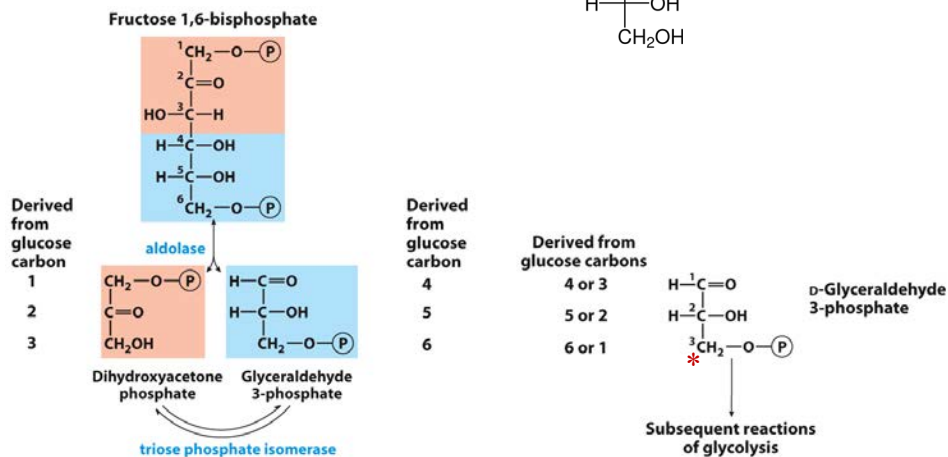 H—OH
CH₂OH
Fructose 1,6-bisphosphate
¹CH₂—O—P
²C=O
HO—³C—H
H—⁴C—OH
H—⁵C—OH
⁶CH₂—O—P
aldolase
Derived
from
glucose
carbon
1
2
3
CH₂—O—P
C=O
CH₂OH
Dihydroxyacetone
phosphate
H—C=O
H—C—OH
CH₂—O—P
Glyceraldehyde
3-phosphate
triose phosphate isomerase
Derived
from
glucose
carbon
4
5
6
Derived from
glucose carbons
4 or 3
5 or 2
6 or 1
H—¹C=O
H—²C—OH
³CH₂—O—P
*
D-Glyceraldehyde
3-phosphate
Subsequent reactions
of glycolysis